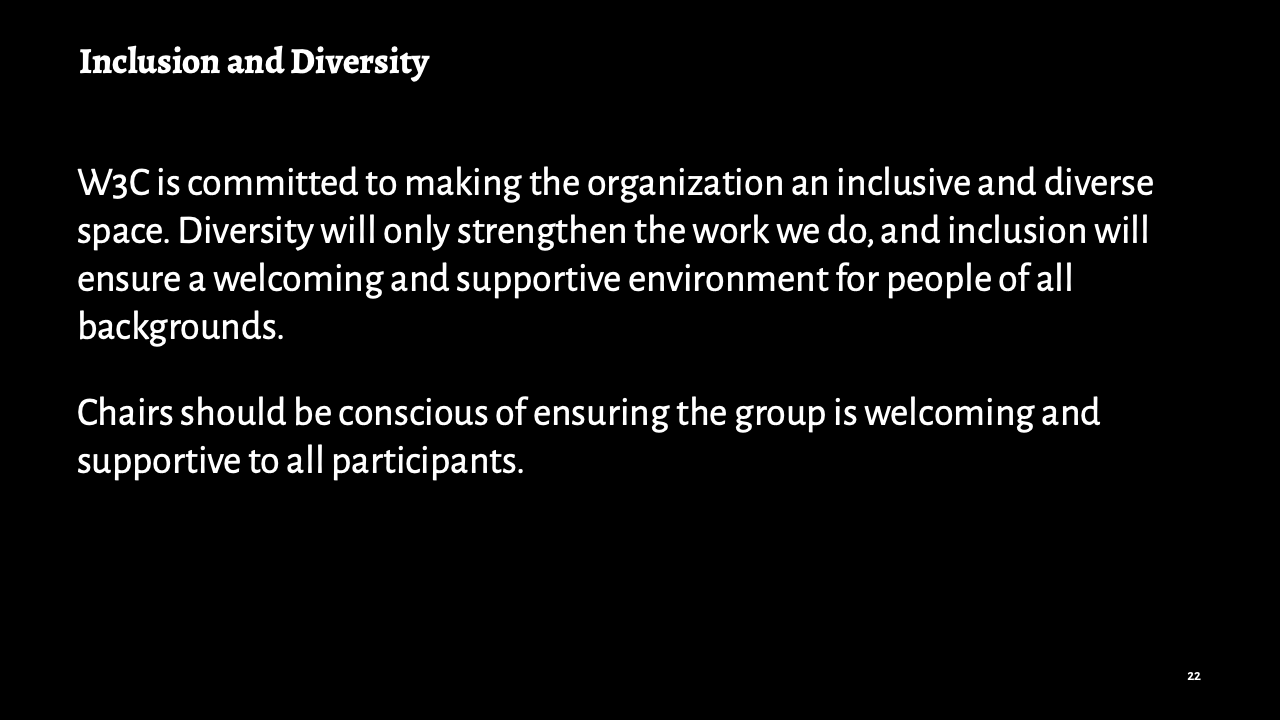 Inclusion and Diversity
W3C is committed to making the organization an inclusive and diverse
space. Diversity will only strengthen the work we do, and inclusion will
ensure a welcoming and supportive environment for people of all
backgrounds.
Chairs should be conscious of ensuring the group is welcoming and
supportive to all participants.
22